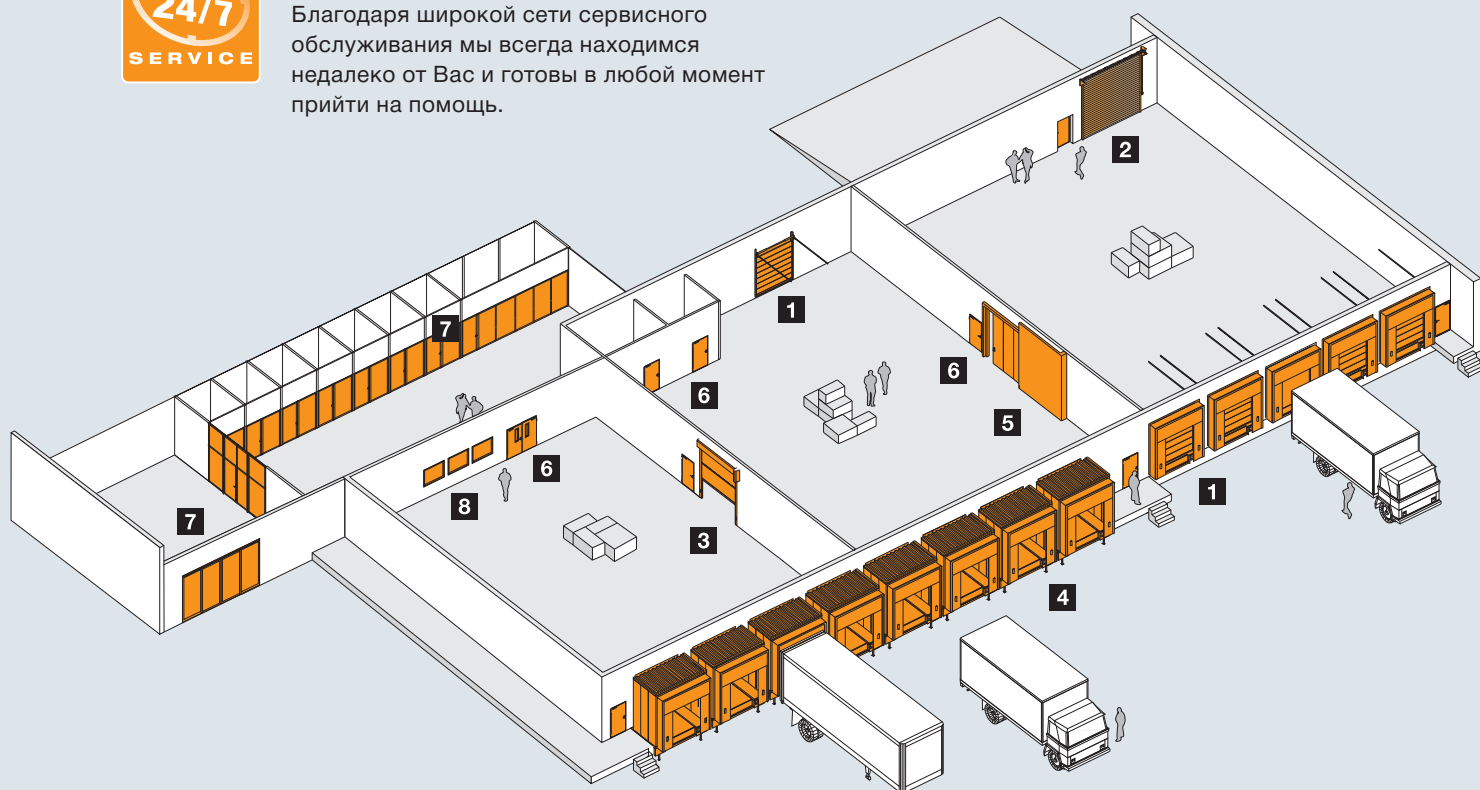 24/7
SERVICE
Благодаря широкой сети сервисного
обслуживания мы всегда находимся
недалеко от Вас и готовы в любой момент
прийти на помощь.
2
1
7
6
6
5
6
8
3
1
7
4